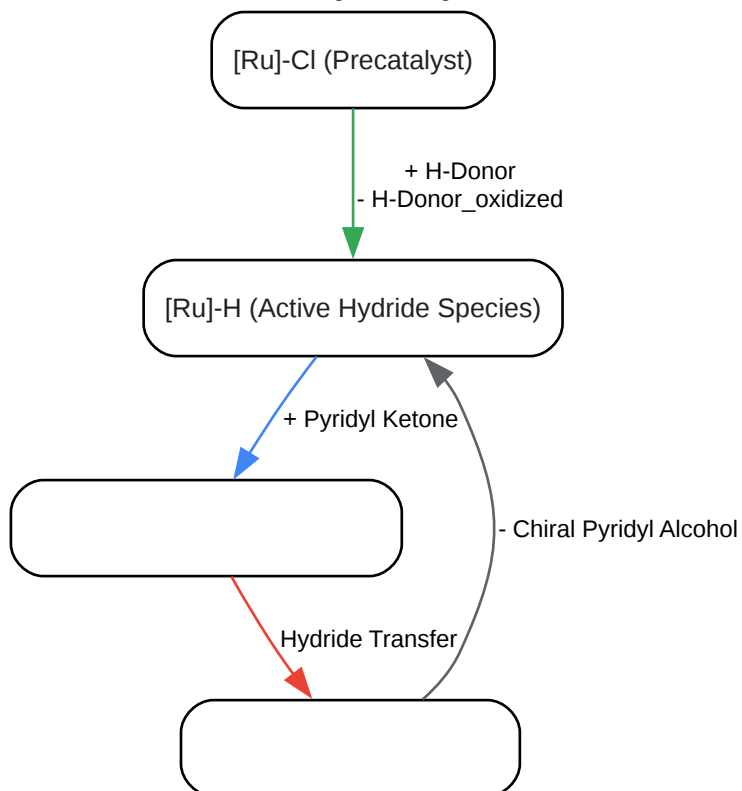 [Ru]-Cl (Precatalyst)
+ H-Donor
- H-Donor_oxidized
[Ru]-H (Active Hydride Species)
+ Pyridyl Ketone
- Chiral Pyridyl Alcohol
Hydride Transfer